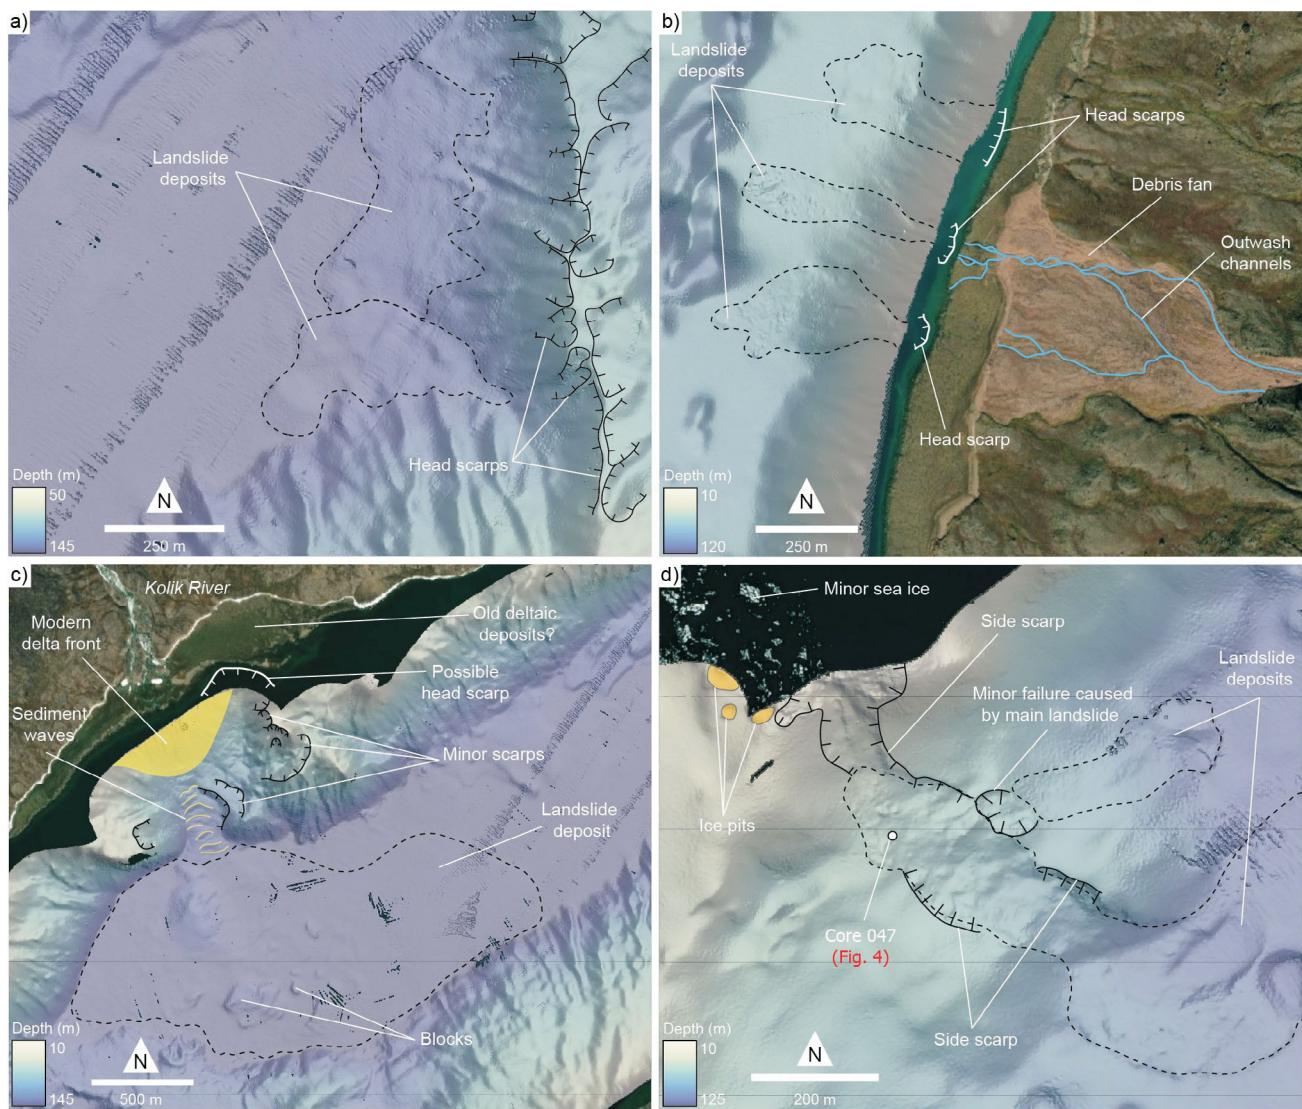 a)
Landslide
deposits
Head scarps
Depth (m)
50
145
N
250 m
b)
Landslide
deposits
Head scarps
Debris fan
Outwash
channels
Head scarp
Depth (m)
10
120
N
250 m
c)
Kolik River
Modern
delta front
Old deltaic
deposits?
Possible
head scarp
Sediment
waves
Minor scarps
Landslide
deposit
Blocks
Depth (m)
10
145
N
500 m
d)
Minor sea ice
Side scarp
Landslide
deposits
Minor failure caused
by main landslide
Ice pits
Core 047
(Fig. 4)
Side scarp
Depth (m)
10
125
N
200 m